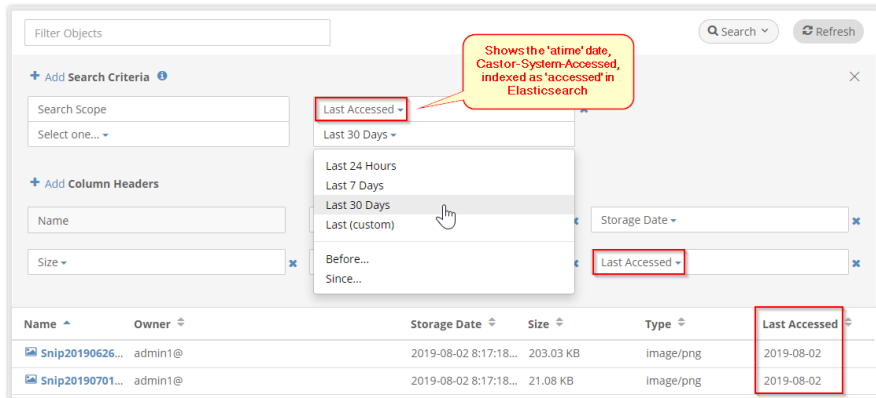 Filter Objects
Search
Refresh
Shows the 'atime' date,
Castor-System-Accessed,
indexed as 'accessed' in
Elasticsearch
Add Search Criteria
Search Scope
Last Accessed
Select one...
Last 30 Days
Last 24 Hours
Last 7 Days
Last 30 Days
Last (custom)
Before...
Since...
Add Column Headers
Name
Storage Date
Size
Last Accessed
Name Owner Storage Date Size Type Last Accessed
Snip20190626... admin1@ 2019-08-02 8:17:18... 203.03 KB image/png 2019-08-02
Snip20190701... admin1@ 2019-08-02 8:17:18... 21.08 KB image/png 2019-08-02